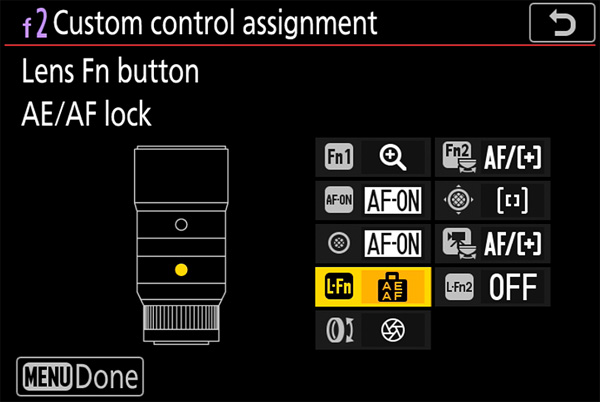 f2 Custom control assignment
Lens Fn button
AE/AF lock
Fn1 Fn2 AF/[+]
AF-ON AF-ON [ ]
AF-ON AF/[+]
L-Fn AE AF L-Fn2 OFF
MENU Done